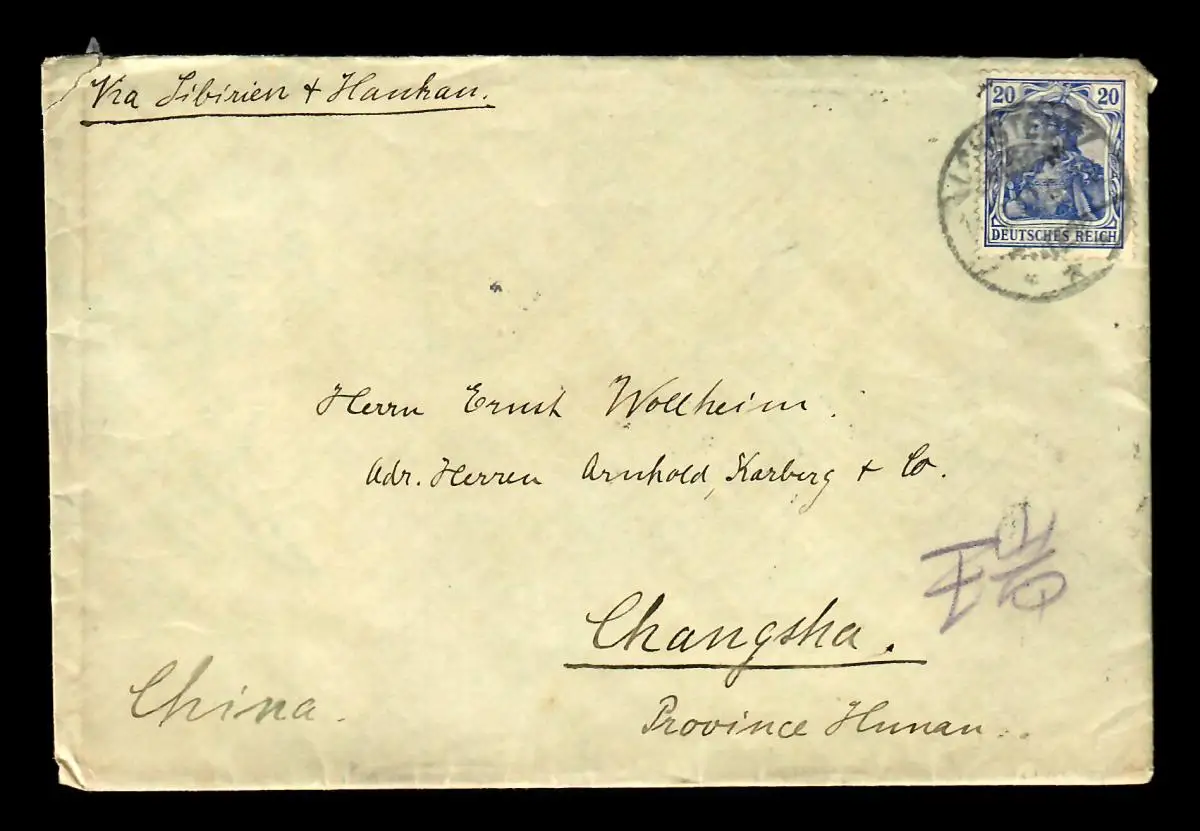 Via Sibirien + Hankau.
20 20
DEUTSCHES REICH
Herrn Ernst Wollheim.
Adr. Herren Arnhold, Karberg + Co.
Changsha.
China.
Province Hunan.